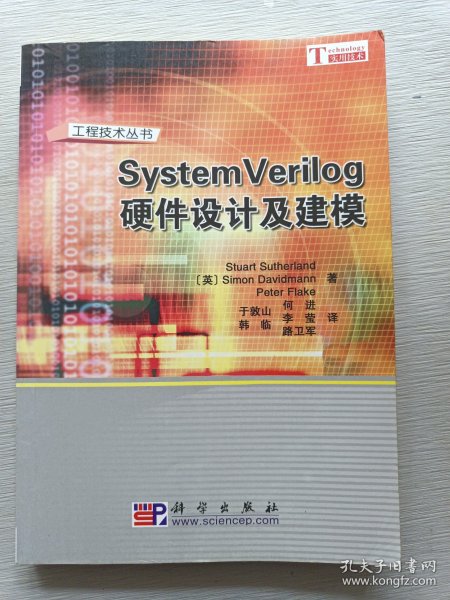 Technology
实用技术
工程技术丛书
SystemVerilog
硬件设计及建模
Stuart Sutherland
〔英〕Simon Davidmann 著
Peter Flake
于敦山 何进
韩临 李莹 译
路卫军
科学出版社
www.sciencep.com
孔夫子旧书网
www.kongfz.com